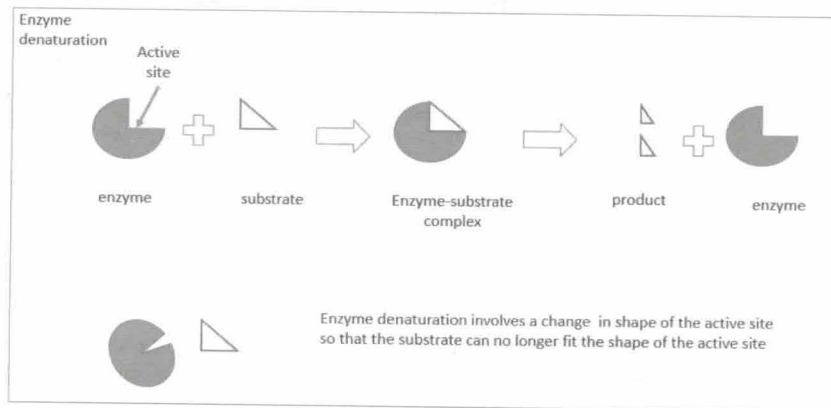 Enzyme
denaturation
Active
site
enzyme
substrate
Enzyme-substrate
complex
product
enzyme
Enzyme denaturation involves a change in shape of the active site
so that the substrate can no longer fit the shape of the active site